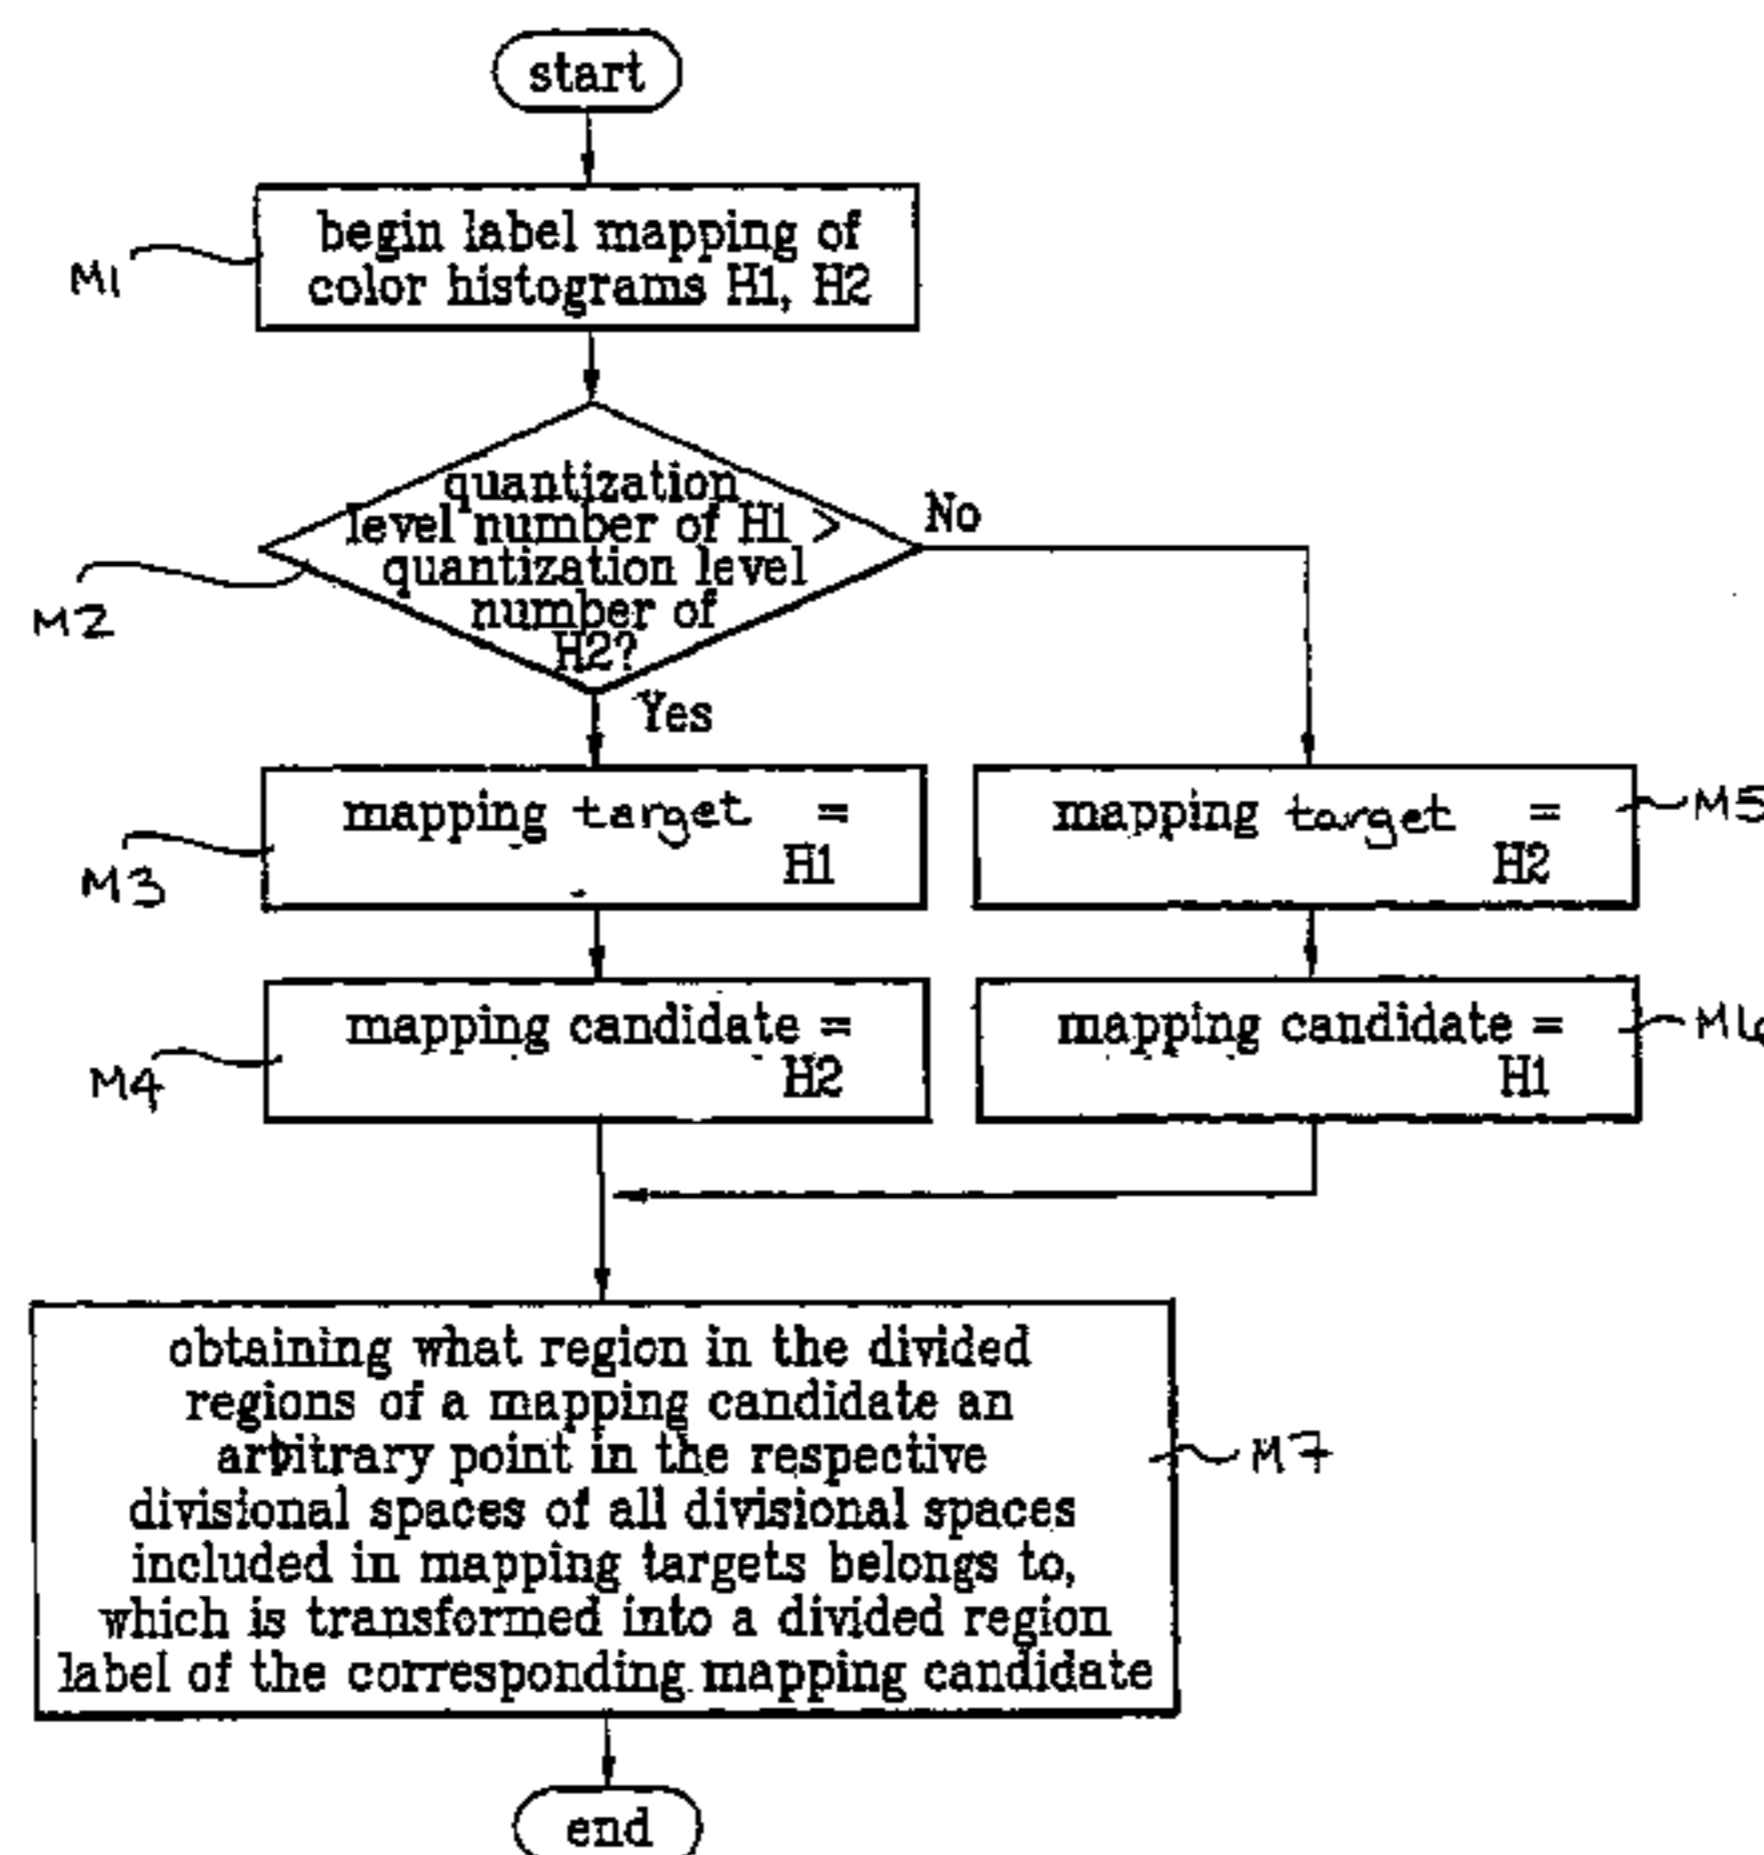 start
begin label mapping of
color histograms H1, H2
M1
quantization
level number of H1 >
quantization level
number of
H2?
No
M2
Yes
mapping target =
H1
M3
mapping target =
H2
M5
mapping candidate =
H2
M4
mapping candidate =
H1
obtaining what region in the divided
regions of a mapping candidate an
arbitrary point in the respective
divisional spaces of all divisional spaces
included in mapping targets belongs to,
which is transformed into a divided region
label of the corresponding mapping candidate
M7
end